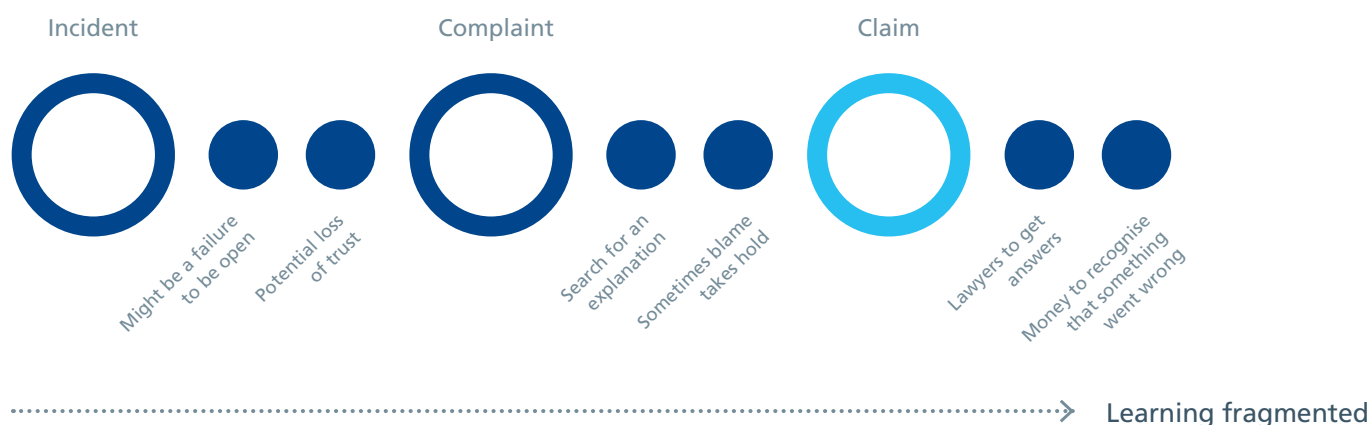 Incident
Complaint
Claim
Might be a failure
to be open
Potential loss
of trust
Search for an
explanation
Sometimes blame
takes hold
Lawyers to get
answers
Money to recognise
that something
went wrong
Learning fragmented